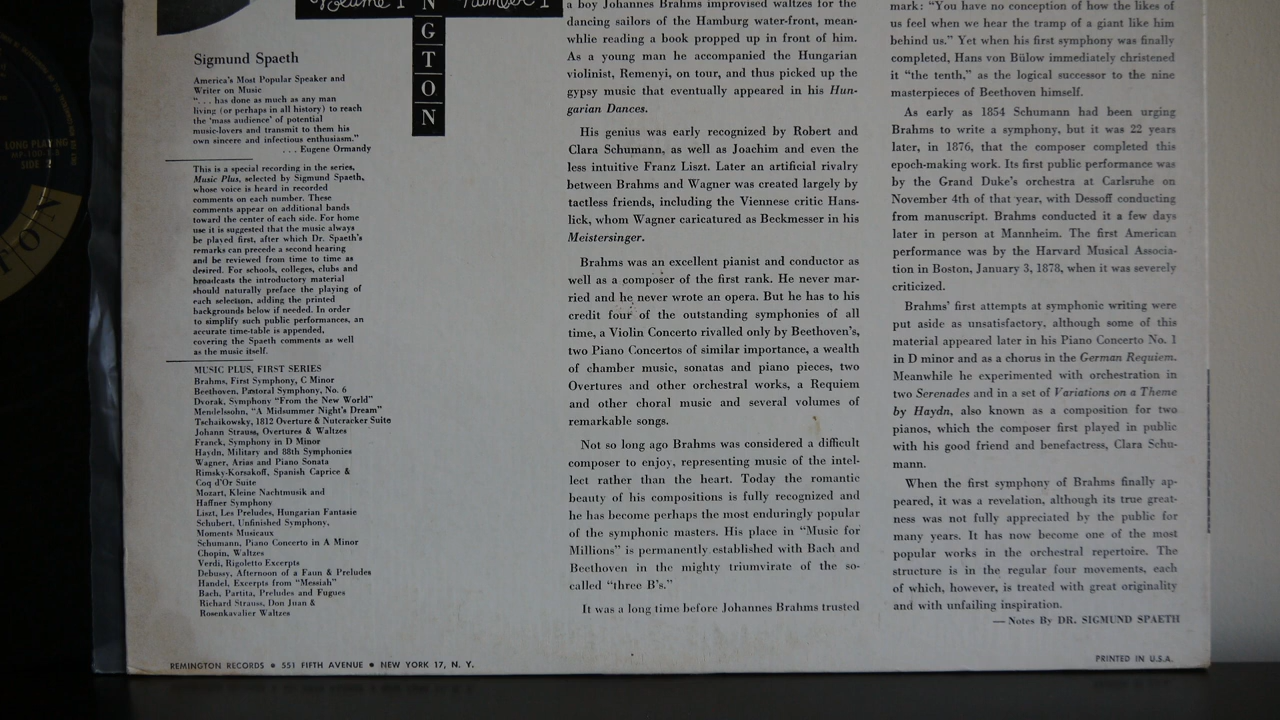 Volume 1
Number 1
N
G
T
O
N
LONG PLAYING
SIDE 2
N
O
T
Sigmund Spaeth
America's Most Popular Speaker and
Writer on Music
". . . has done as much as any man
living (or perhaps in all history) to reach
the 'mass audience' of potential
music-lovers and transmit to them his
own sincere and infectious enthusiasm."
. . . Eugene Ormandy
This is a special recording in the series,
Music Plus, selected by Sigmund Spaeth,
whose voice is heard in recorded
comments on each number. These
comments appear on additional bands
toward the center of each side. For home
use it is suggested that the music always
be played first, after which Dr. Spaeth's
remarks can precede a second hearing
and be reviewed from time to time as
desired. For schools, colleges, clubs and
broadcasts the introductory material
should naturally preface the playing of
each selection, adding the printed
backgrounds below if needed. In order
to simplify such public performances, an
accurate time-table is appended,
covering the Spaeth comments as well
as the music itself.
MUSIC PLUS, FIRST SERIES
Brahms, First Symphony, C Minor
Beethoven, Pastoral Symphony, No. 6
Dvorak, Symphony "From the New World"
Mendelssohn, "A Midsummer Night's Dream"
Tschaikowsky, 1812 Overture & Nutcracker Suite
Johann Strauss, Overtures & Waltzes
Franck, Symphony in D Minor
Haydn, Military and 88th Symphonies
Wagner, Arias and Piano Sonata
Rimsky-Korsakoff, Spanish Caprice &
Coq d'Or Suite
Mozart, Kleine Nachtmusik and
Haffner Symphony
Liszt, Les Preludes, Hungarian Fantasie
Schubert, Unfinished Symphony,
Moments Musicaux
Schumann, Piano Concerto in A Minor
Chopin, Waltzes
Verdi, Rigoletto Excerpts
Debussy, Afternoon of a Faun & Preludes
Handel, Excerpts from "Messiah"
Bach, Partita, Preludes and Fugues
Richard Strauss, Don Juan &
Rosenkavalier Waltzes
a boy Johannes Brahms improvised waltzes for the
dancing sailors of the Hamburg water-front, mean-
whlie reading a book propped up in front of him.
As a young man he accompanied the Hungarian
violinist, Remenyi, on tour, and thus picked up the
gypsy music that eventually appeared in his Hun-
garian Dances.
His genius was early recognized by Robert and
Clara Schumann, as well as Joachim and even the
less intuitive Franz Liszt. Later an artificial rivalry
between Brahms and Wagner was created largely by
tactless friends, including the Viennese critic Hans-
lick, whom Wagner caricatured as Beckmesser in his
Meistersinger.
Brahms was an excellent pianist and conductor as
well as a composer of the first rank. He never mar-
ried and he never wrote an opera. But he has to his
credit four of the outstanding symphonies of all
time, a Violin Concerto rivalled only by Beethoven's,
two Piano Concertos of similar importance, a wealth
of chamber music, sonatas and piano pieces, two
Overtures and other orchestral works, a Requiem
and other choral music and several volumes of
remarkable songs.
Not so long ago Brahms was considered a difficult
composer to enjoy, representing music of the intel-
lect rather than the heart. Today the romantic
beauty of his compositions is fully recognized and
he has become perhaps the most enduringly popular
of the symphonic masters. His place in "Music for
Millions" is permanently established with Bach and
Beethoven in the mighty triumvirate of the so-
called "three B's."
It was a long time before Johannes Brahms trusted
mark: "You have no conception of how the likes of
us feel when we hear the tramp of a giant like him
behind us." Yet when his first symphony was finally
completed, Hans von Bülow immediately christened
it "the tenth," as the logical successor to the nine
masterpieces of Beethoven himself.
As early as 1854 Schumann had been urging
Brahms to write a symphony, but it was 22 years
later, in 1876, that the composer completed this
epoch-making work. Its first public performance was
by the Grand Duke's orchestra at Carlsruhe on
November 4th of that year, with Dessoff conducting
from manuscript. Brahms conducted it a few days
later in person at Mannheim. The first American
performance was by the Harvard Musical Associa-
tion in Boston, January 3, 1878, when it was severely
criticized.
Brahms' first attempts at symphonic writing were
put aside as unsatisfactory, although some of this
material appeared later in his Piano Concerto No. 1
in D minor and as a chorus in the German Requiem.
Meanwhile he experimented with orchestration in
two Serenades and in a set of Variations on a Theme
by Haydn, also known as a composition for two
pianos, which the composer first played in public
with his good friend and benefactress, Clara Schu-
mann.
When the first symphony of Brahms finally ap-
peared, it was a revelation, although its true great-
ness was not fully appreciated by the public for
many years. It has now become one of the most
popular works in the orchestral repertoire. The
structure is in the regular four movements, each
of which, however, is treated with great originality
and with unfailing inspiration.
— Notes By DR. SIGMUND SPAETH
REMINGTON RECORDS • 551 FIFTH AVENUE • NEW YORK 17, N. Y.
PRINTED IN U.S.A.